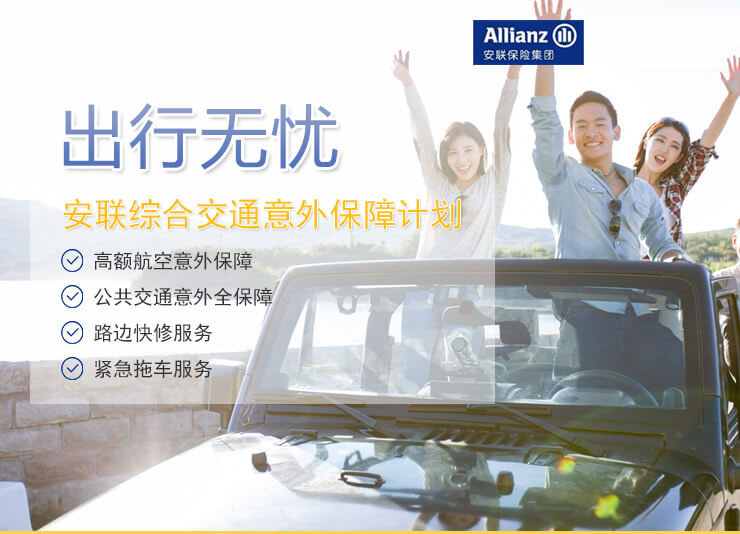 Allianz
安联保险集团
出行无忧
安联综合交通意外保障计划
高额航空意外保障
公共交通意外全保障
路边快修服务
紧急拖车服务